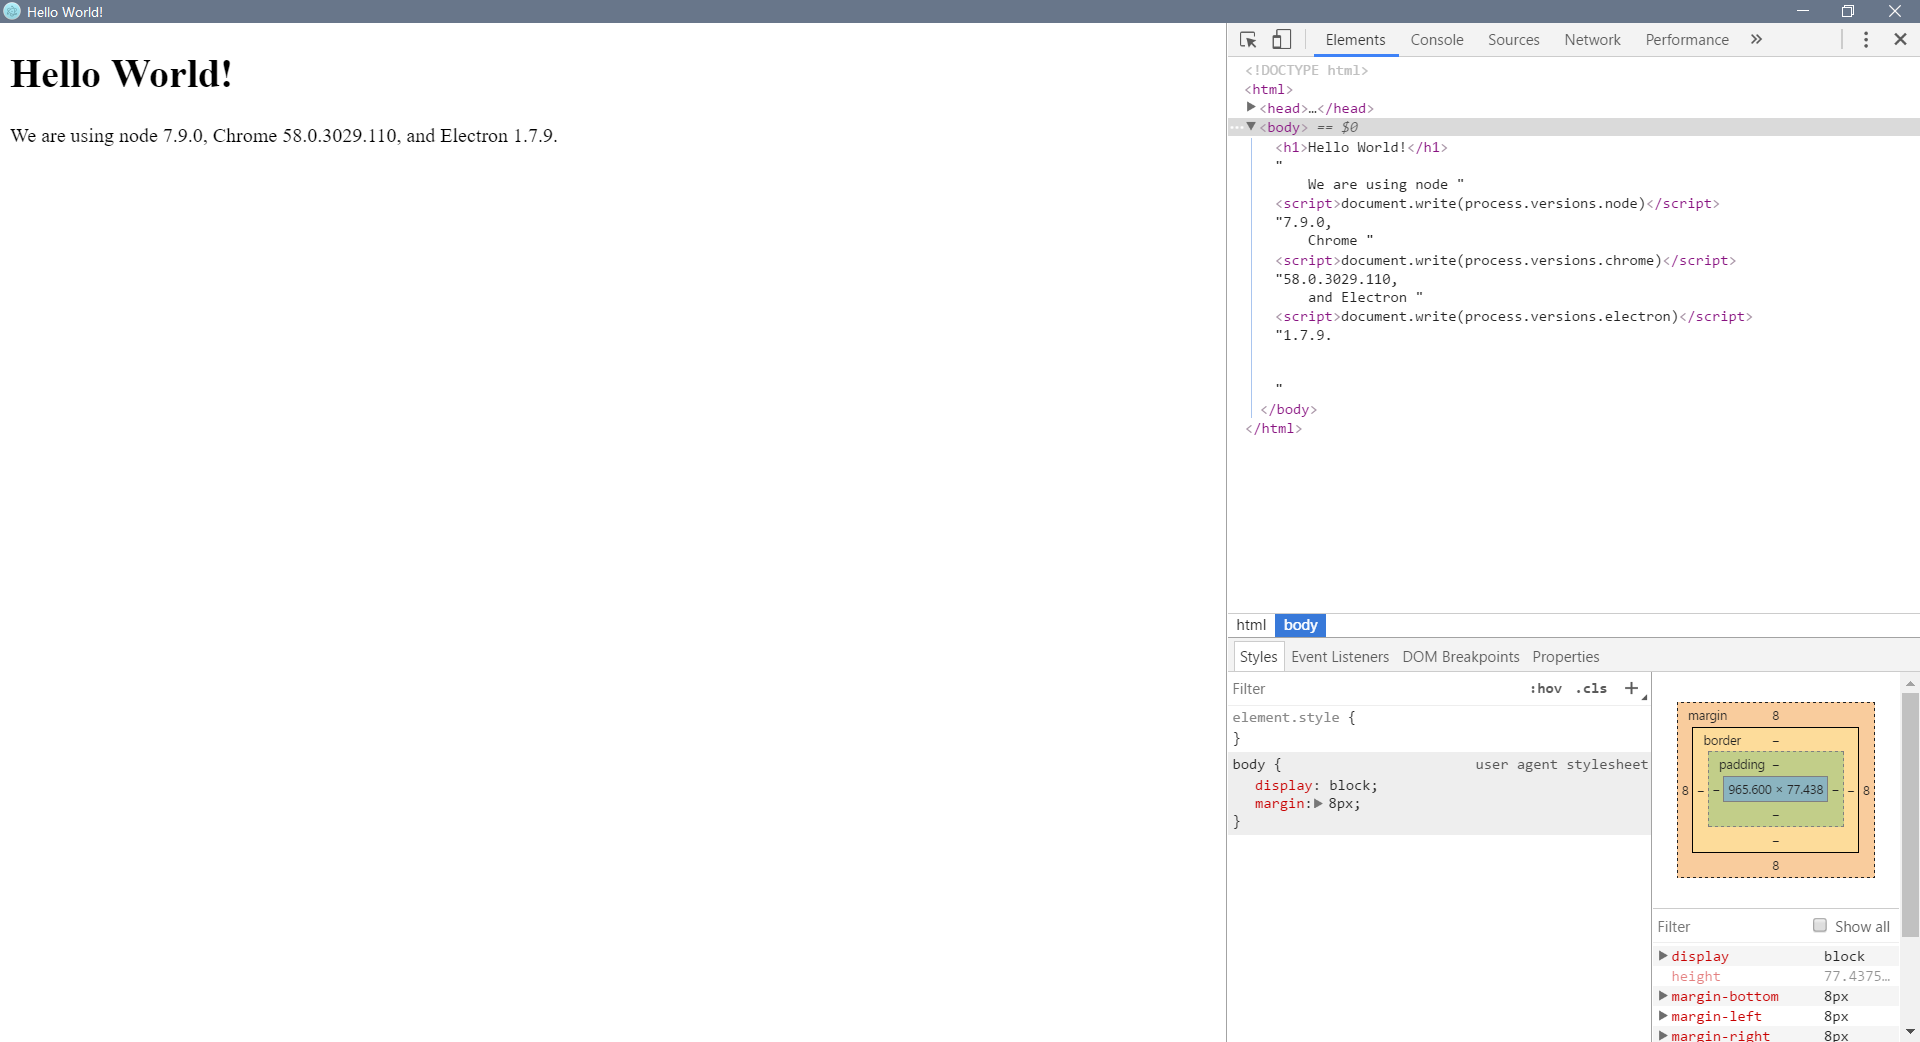 Hello World!
Hello World!
We are using node 7.9.0, Chrome 58.0.3029.110, and Electron 1.7.9.
Elements Console Sources Network Performance »
<!DOCTYPE html>
<html>
<head>…</head>
<body> == $0
<h1>Hello World!</h1>
"
We are using node "
<script>document.write(process.versions.node)</script>
"7.9.0,
Chrome "
<script>document.write(process.versions.chrome)</script>
"58.0.3029.110,
and Electron "
<script>document.write(process.versions.electron)</script>
"1.7.9.
"
</body>
</html>
html body
Styles Event Listeners DOM Breakpoints Properties
Filter :hov .cls +
element.style {
}
body { user agent stylesheet
display: block;
margin: 8px;
}
margin 8
border –
padding –
8 – – 965.600 × 77.438 – – 8
–
–
8
Filter Show all
display block
height 77.4375…
margin-bottom 8px
margin-left 8px
margin-right 8px